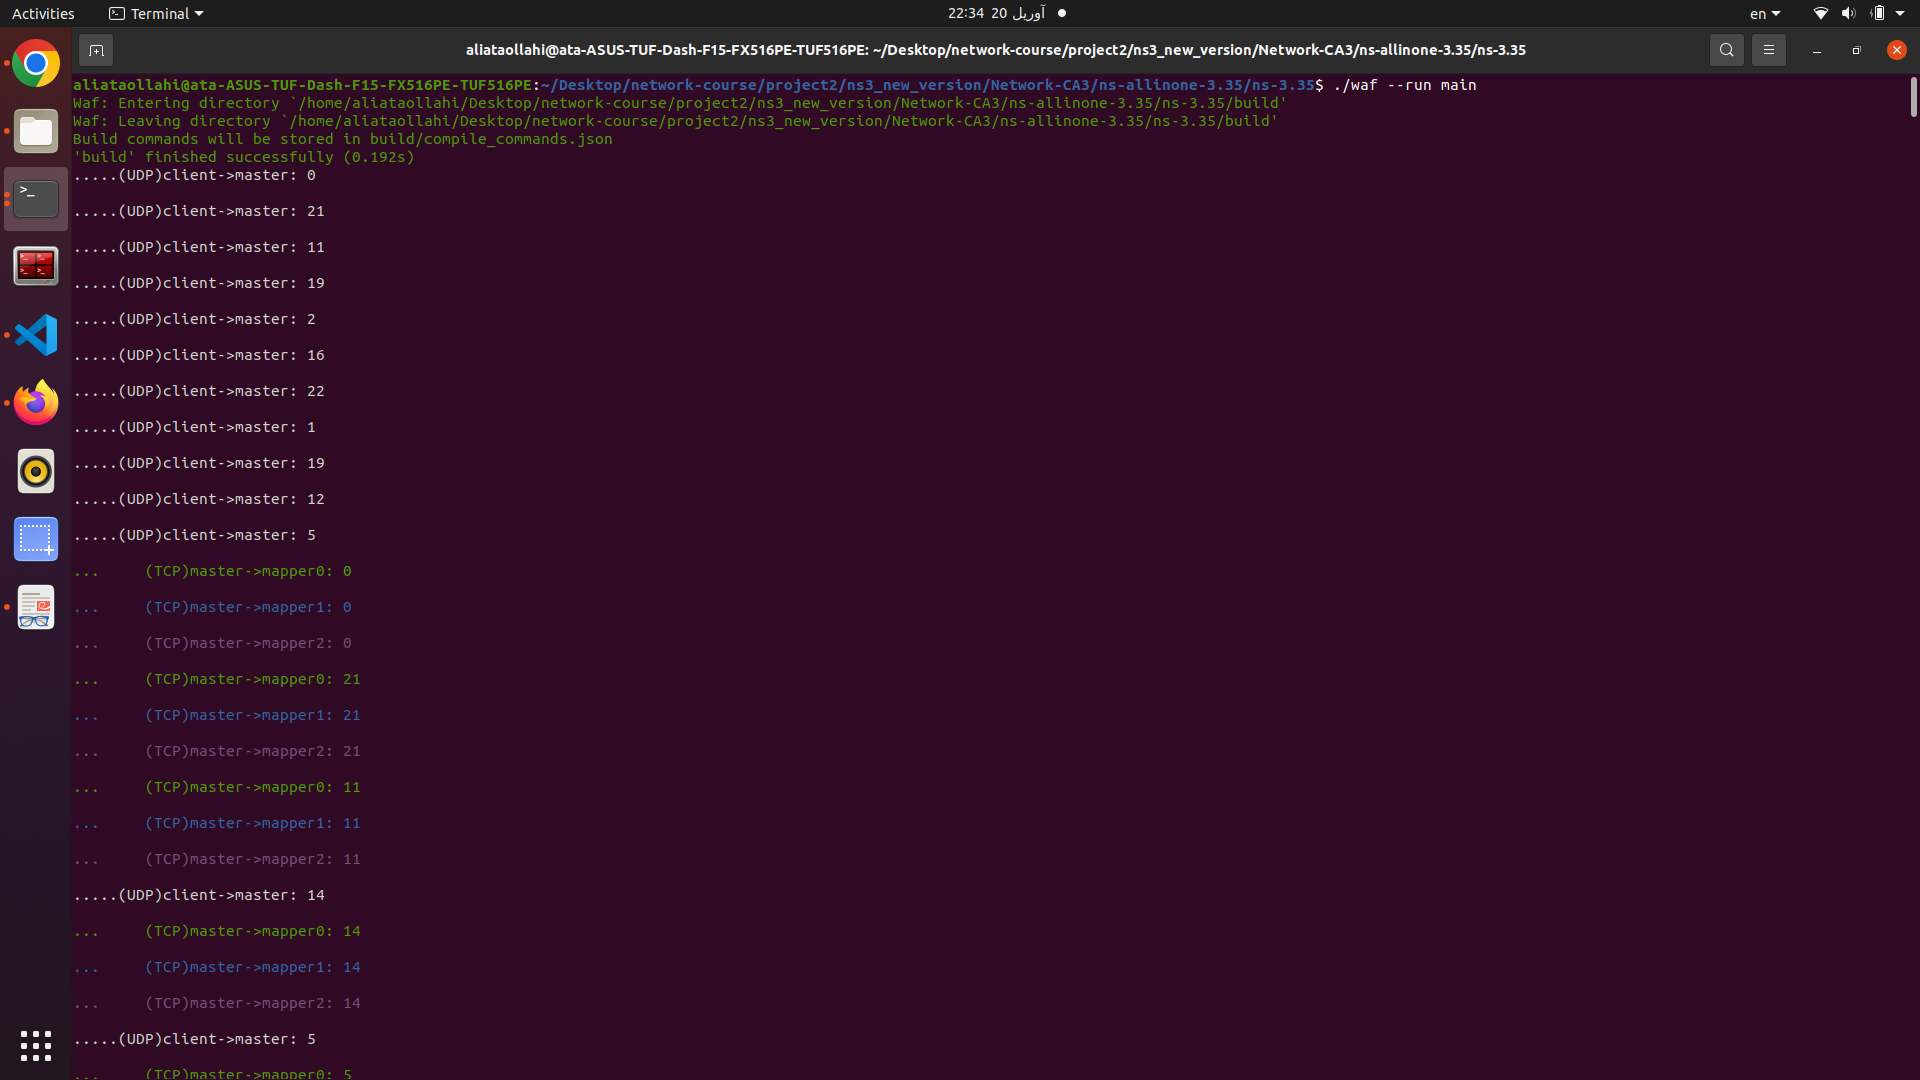 Activities
Terminal
22:34 20 آوریل
en
aliataollahi@ata-ASUS-TUF-Dash-F15-FX516PE-TUF516PE: ~/Desktop/network-course/project2/ns3_new_version/Network-CA3/ns-allinone-3.35/ns-3.35
aliataollahi@ata-ASUS-TUF-Dash-F15-FX516PE-TUF516PE:~/Desktop/network-course/project2/ns3_new_version/Network-CA3/ns-allinone-3.35/ns-3.35$ ./waf --run main
Waf: Entering directory `/home/aliataollahi/Desktop/network-course/project2/ns3_new_version/Network-CA3/ns-allinone-3.35/ns-3.35/build'
Waf: Leaving directory `/home/aliataollahi/Desktop/network-course/project2/ns3_new_version/Network-CA3/ns-allinone-3.35/ns-3.35/build'
Build commands will be stored in build/compile_commands.json
'build' finished successfully (0.192s)
.....(UDP)client->master: 0
.....(UDP)client->master: 21
.....(UDP)client->master: 11
.....(UDP)client->master: 19
.....(UDP)client->master: 2
.....(UDP)client->master: 16
.....(UDP)client->master: 22
.....(UDP)client->master: 1
.....(UDP)client->master: 19
.....(UDP)client->master: 12
.....(UDP)client->master: 5
...     (TCP)master->mapper0: 0
...     (TCP)master->mapper1: 0
...     (TCP)master->mapper2: 0
...     (TCP)master->mapper0: 21
...     (TCP)master->mapper1: 21
...     (TCP)master->mapper2: 21
...     (TCP)master->mapper0: 11
...     (TCP)master->mapper1: 11
...     (TCP)master->mapper2: 11
.....(UDP)client->master: 14
...     (TCP)master->mapper0: 14
...     (TCP)master->mapper1: 14
...     (TCP)master->mapper2: 14
.....(UDP)client->master: 5
...     (TCP)master->mapper0: 5